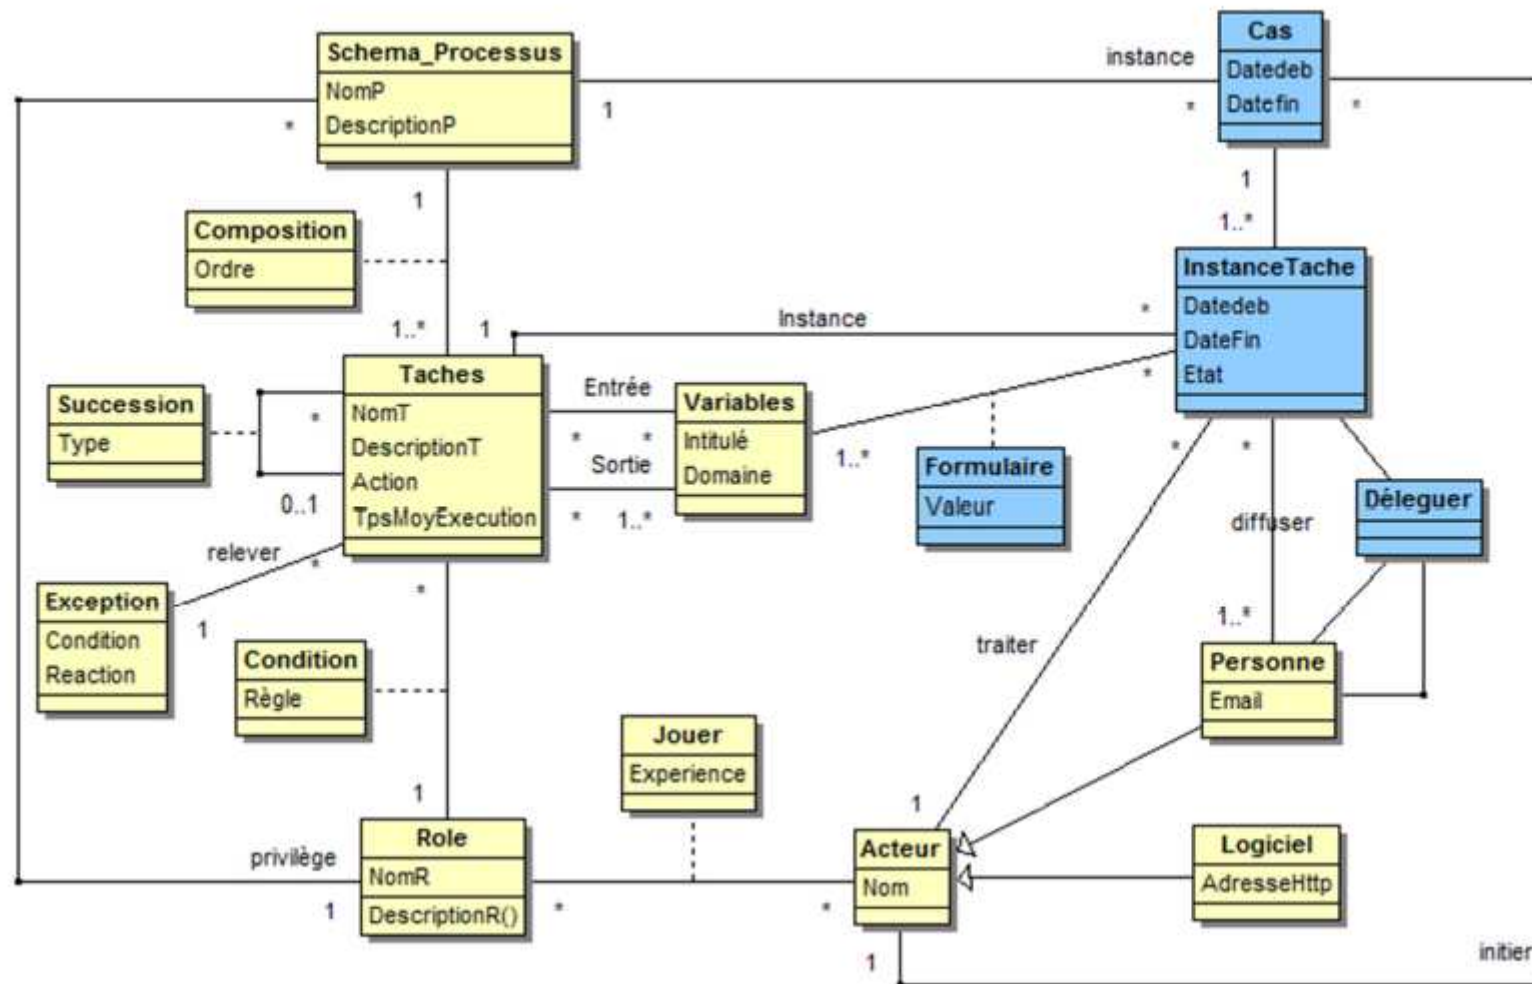 Schema_Processus
NomP
DescriptionP
*
1
instance
*
Cas
Datedeb
Datefin
*
1
1
1..*
Composition
Ordre
InstanceTache
Datedeb
DateFin
Etat
1..*
1
Instance
*
*
Taches
NomT
DescriptionT
Action
TpsMoyExecution
Succession
Type
*
0..1
Entrée
*
*
Sortie
*
1..*
Variables
Intitulé
Domaine
1..*
Formulaire
Valeur
*
*
diffuser
Déleguer
relever
*
1
Exception
Condition
Reaction
*
Condition
Règle
traiter
1..*
Personne
Email
Jouer
Experience
1
1
privilège
1
Role
NomR
DescriptionR()
*
*
Acteur
Nom
Logiciel
AdresseHttp
1
initier